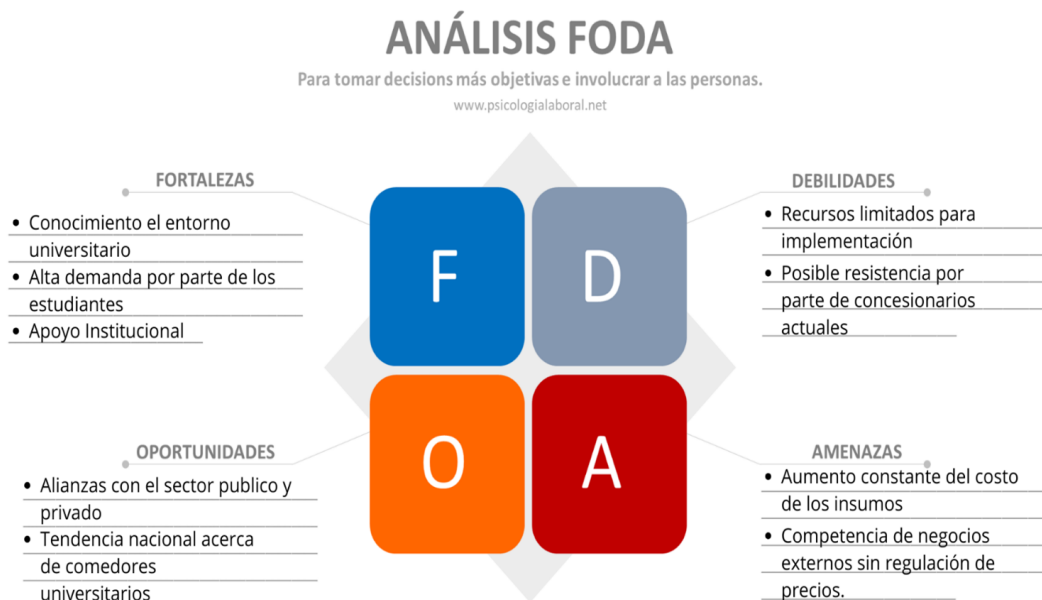 ANÁLISIS FODA
Para tomar decisions más objetivas e involucrar a las personas.
www.psicologialaboral.net
FORTALEZAS
• Conocimiento el entorno
universitario
• Alta demanda por parte de los
estudiantes
• Apoyo Institucional
DEBILIDADES
• Recursos limitados para
implementación
• Posible resistencia por
parte de concesionarios
actuales
F
D
O
A
OPORTUNIDADES
• Alianzas con el sector publico y
privado
• Tendencia nacional acerca
de comedores
universitarios
AMENAZAS
• Aumento constante del costo
de los insumos
• Competencia de negocios
externos sin regulación de
precios.